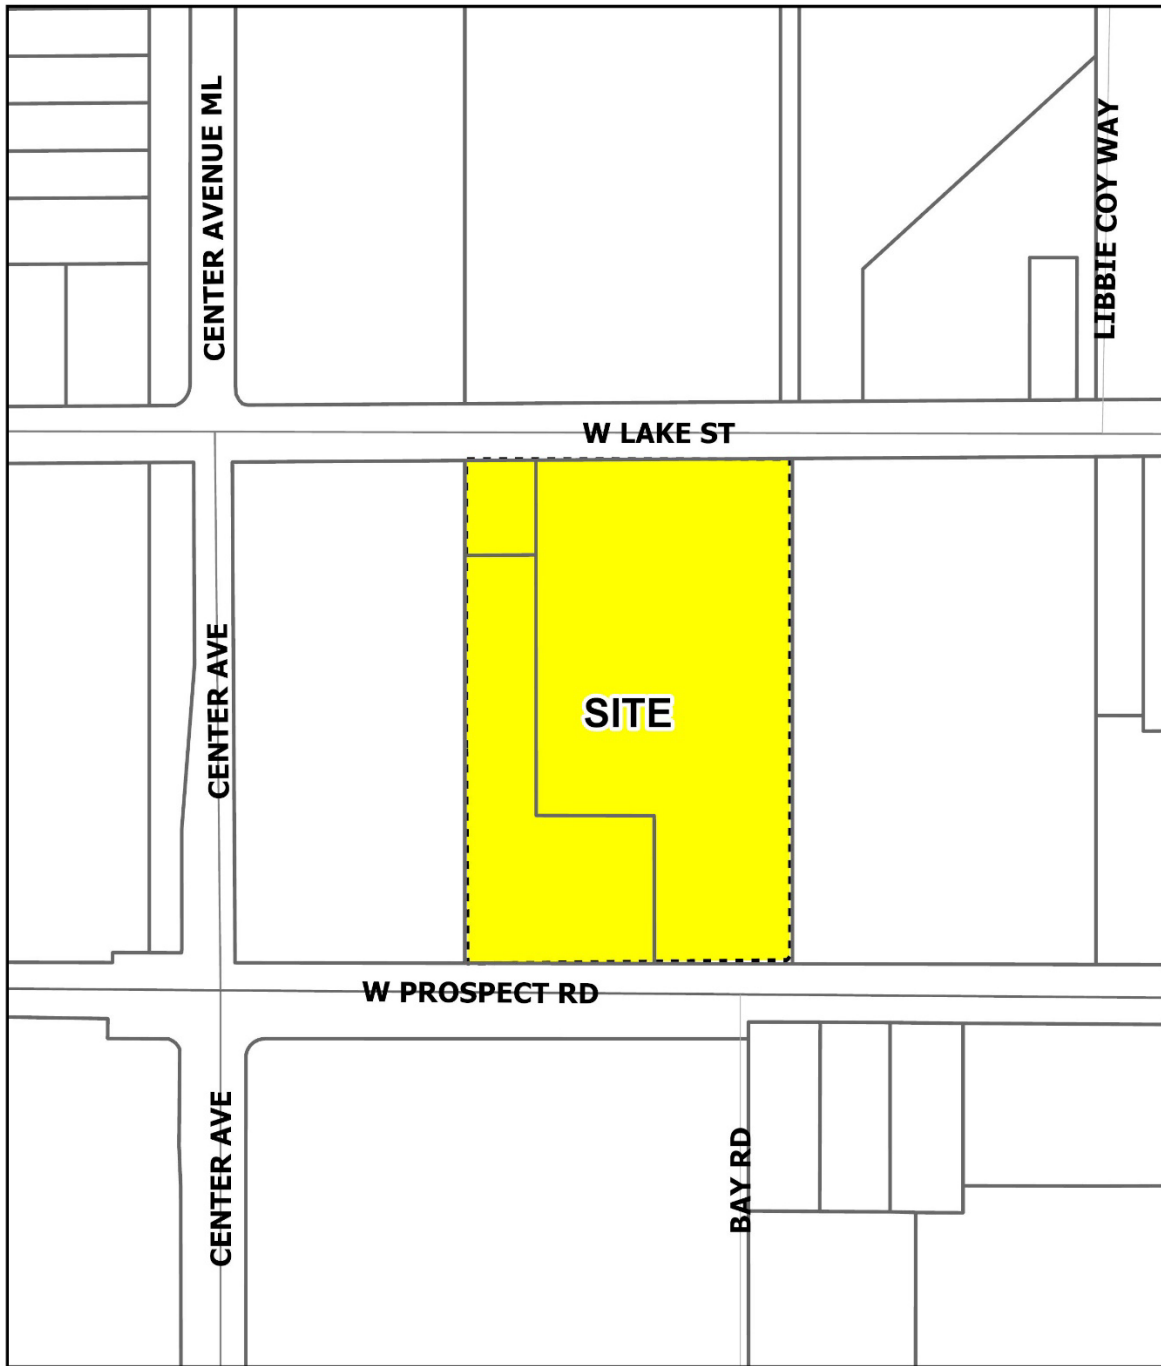 CENTER AVENUE ML
LIBBIE COY WAY
W LAKE ST
CENTER AVE
SITE
W PROSPECT RD
CENTER AVE
BAY RD